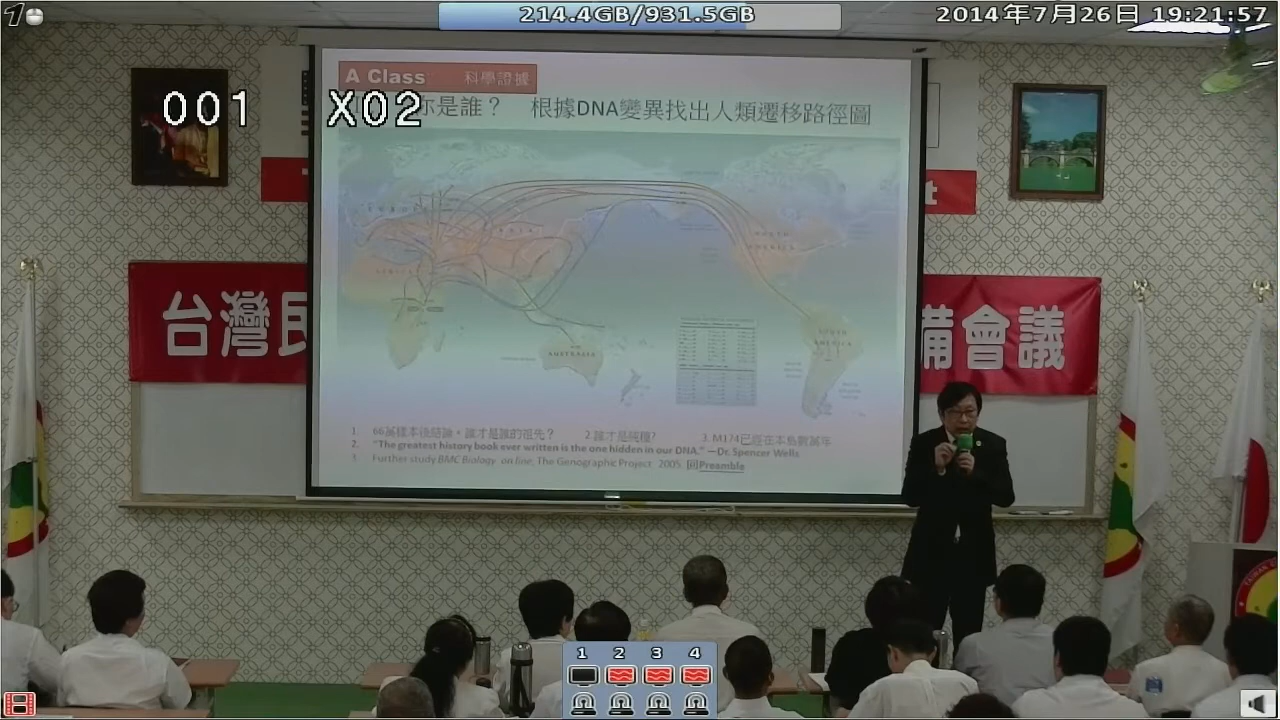 214.4GB/931.5GB
2014年7月26日 19:21:57
001
X02
A Class 科學證據
你是誰？ 根據DNA變異找出人類遷移路徑圖
t
台灣民
備會議
AUSTRALIA
1. 66萬樣本後結論。誰才是誰的祖先？ 2.誰才是純種？ 3. M174已經在本島數萬年
2. "The greatest history book ever written is the one hidden in our DNA." —Dr. Spencer Wells
3. Further study BMC Biology on line, The Genographic Project 2005. 回Preamble
1 2 3 4